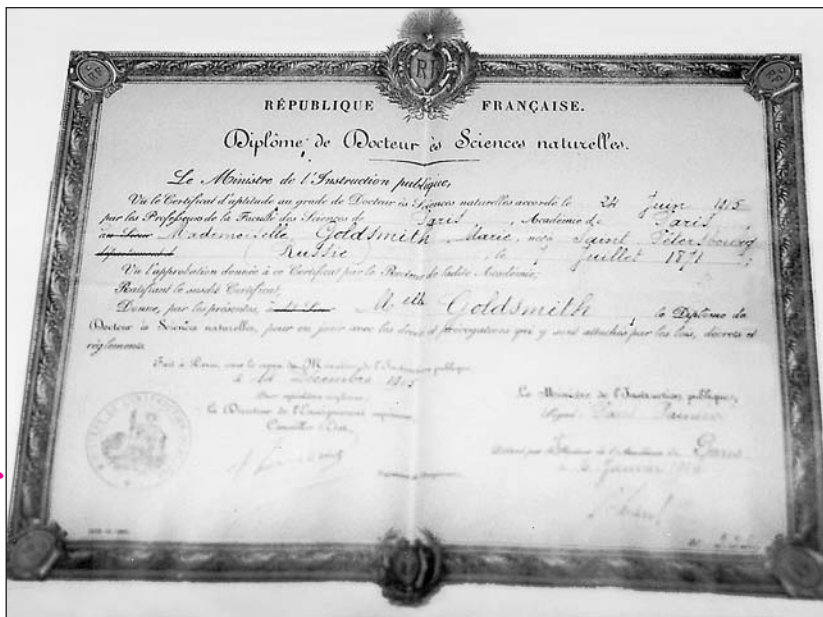 RF
RÉPUBLIQUE FRANÇAISE.
Diplôme de Docteur ès Sciences naturelles.
Le Ministre de l'Instruction publique,
Vu le Certificat d'aptitude au grade de Docteur ès Sciences naturelles accordé le 24 Juin 1915
par les Professeurs de la Faculté des Sciences de Paris, Académie de Paris,
à Mademoiselle Goldsmith, Marie, née Saint Pétersbourg
(Russie) le 7 Juillet 1871;
Vu l'approbation donnée à ce Certificat par le Recteur de ladite Académie;
Ratifiant le susdit Certificat,
Donne, par les présentes, à Melle Goldsmith le Diplôme de
Docteur ès Sciences naturelles, pour en jouir avec les droits et prérogatives qui y sont attachés par les lois, décrets et
règlements.
Fait à Paris, sous le sceau du Ministère de l'Instruction publique,
le Décembre 1915
Le Directeur de l'Enseignement supérieur,
Conseiller d'État,
Le Ministre de l'Instruction publique,
Signé: Paul Painlevé
Délivré par le Recteur de l'Académie de Paris
le Janvier